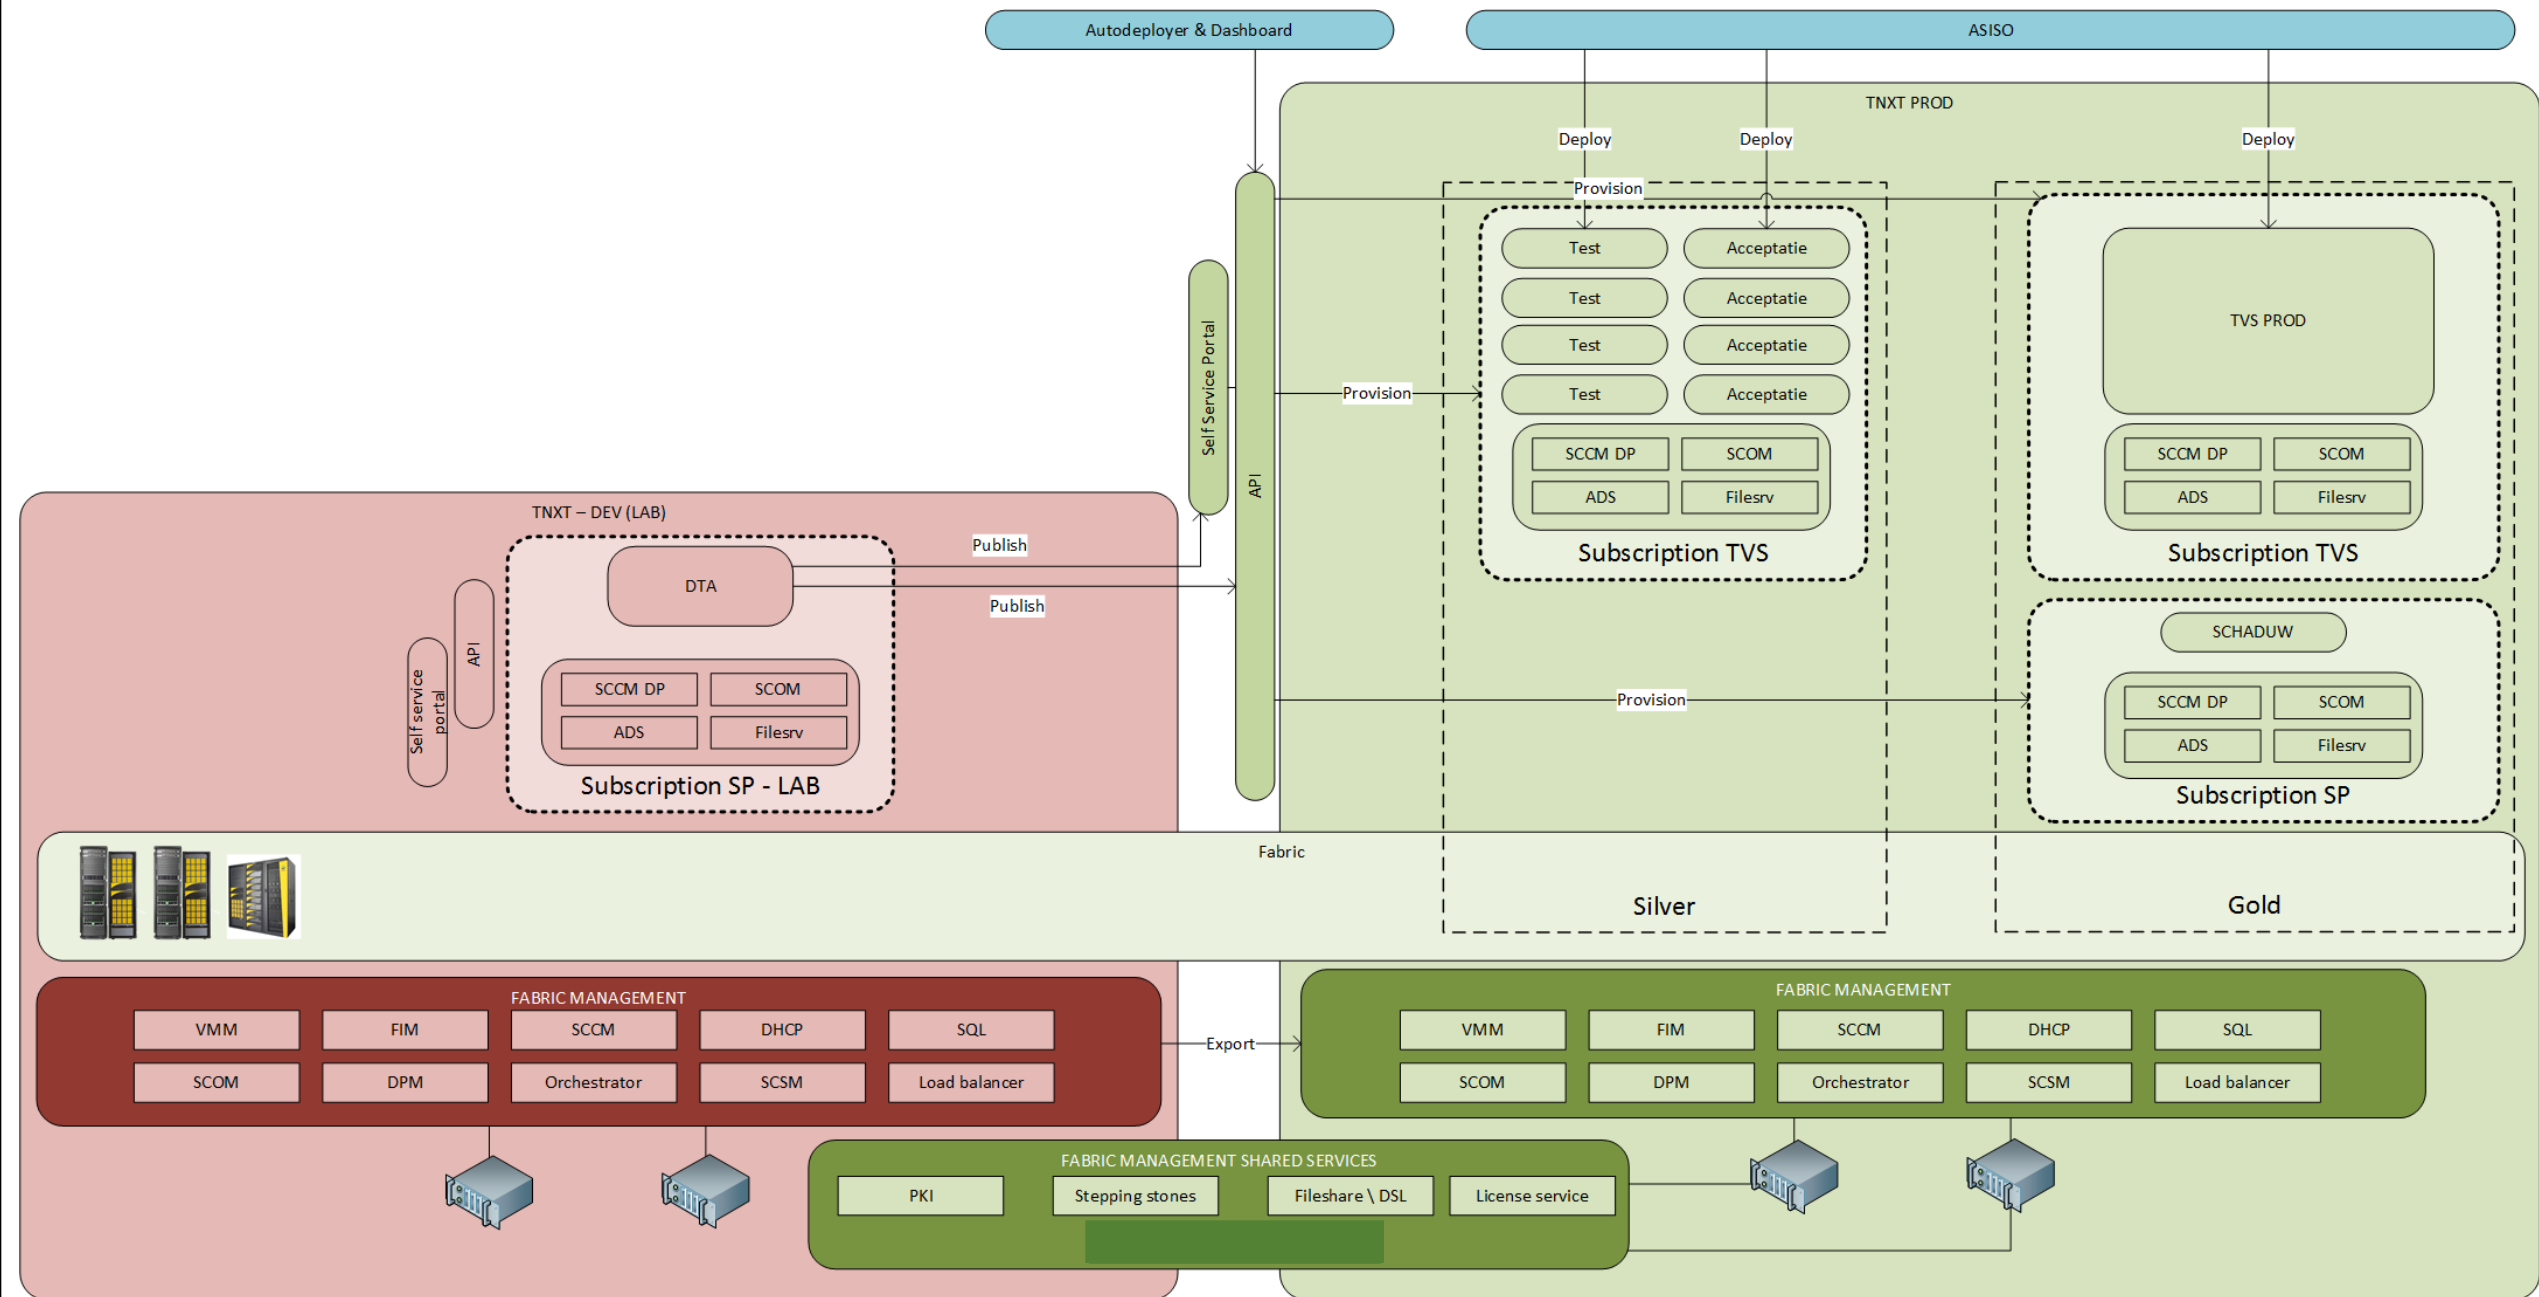 Autodeployer & Dashboard
ASISO
TNXT PROD
Deploy
Deploy
Deploy
Provision
Test
Acceptatie
Test
Acceptatie
Test
Acceptatie
Test
Acceptatie
SCCM DP
SCOM
ADS
Filesrv
Subscription TVS
TVS PROD
SCCM DP
SCOM
ADS
Filesrv
Subscription TVS
SCHADUW
SCCM DP
SCOM
ADS
Filesrv
Subscription SP
Self Service Portal
API
Provision
Provision
TNXT – DEV (LAB)
DTA
Publish
Publish
API
Self service
portal
SCCM DP
SCOM
ADS
Filesrv
Subscription SP - LAB
Fabric
Silver
Gold
FABRIC MANAGEMENT
VMM
FIM
SCCM
DHCP
SQL
SCOM
DPM
Orchestrator
SCSM
Load balancer
Export
FABRIC MANAGEMENT
VMM
FIM
SCCM
DHCP
SQL
SCOM
DPM
Orchestrator
SCSM
Load balancer
FABRIC MANAGEMENT SHARED SERVICES
PKI
Stepping stones
Fileshare \ DSL
License service